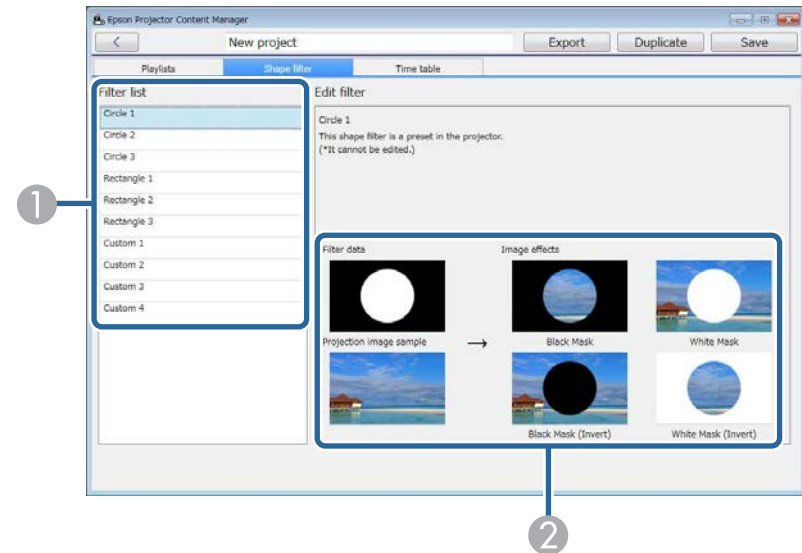 Epson Projector Content Manager
New project
Export
Duplicate
Save
Playlists
Shape filter
Time table
Filter list
Circle 1
Circle 2
Circle 3
Rectangle 1
Rectangle 2
Rectangle 3
Custom 1
Custom 2
Custom 3
Custom 4
Edit filter
Circle 1
This shape filter is a preset in the projector.
(*It cannot be edited.)
Filter data
Image effects
Projection image sample
→
Black Mask
White Mask
Black Mask (Invert)
White Mask (Invert)
1
2